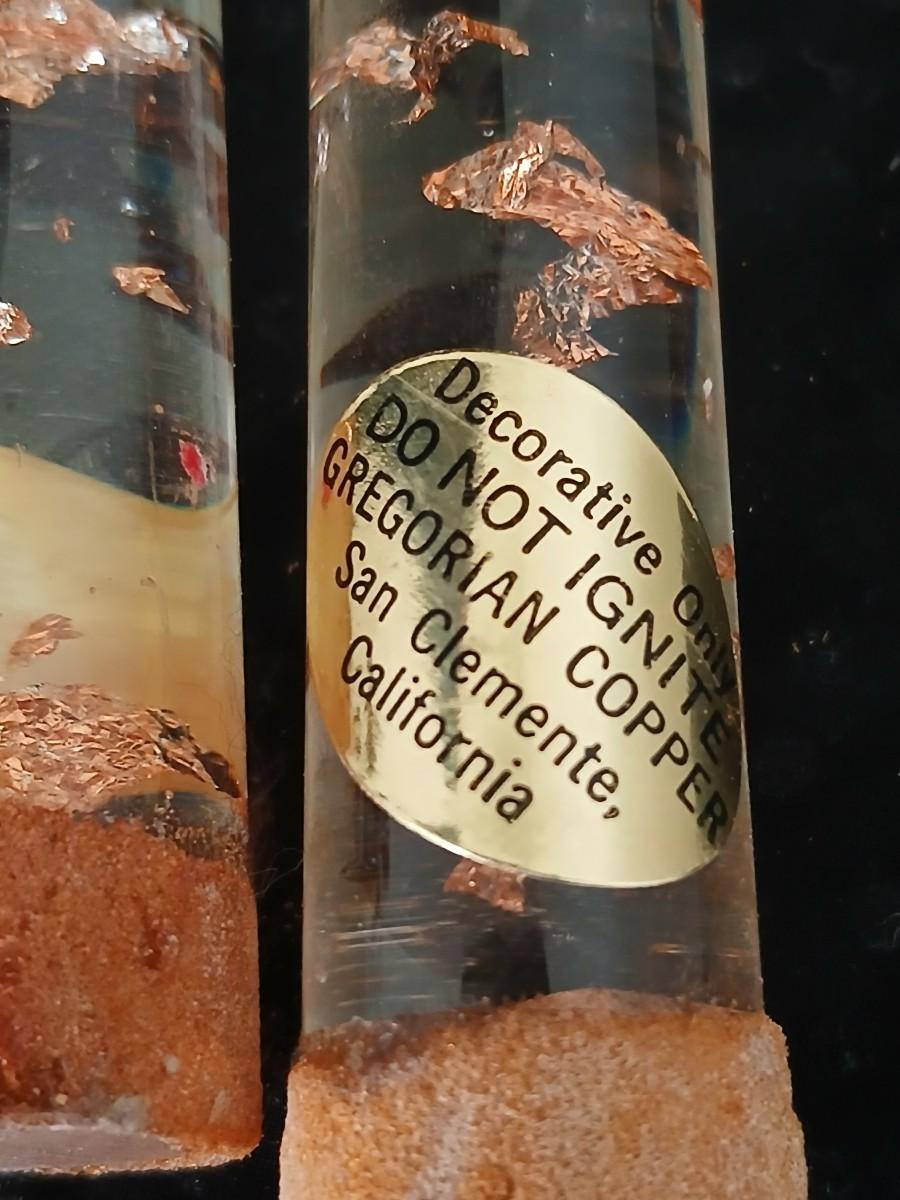 Decorative Only
DO NOT IGNITE
GREGORIAN COPPER
San Clemente,
California